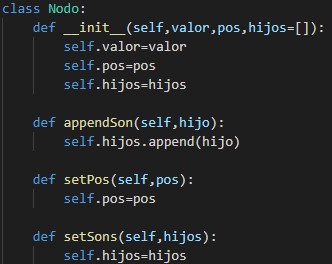 class Nodo:
    def __init__(self,valor,pos,hijos=[]):
        self.valor=valor
        self.pos=pos
        self.hijos=hijos
    def appendSon(self,hijo):
        self.hijos.append(hijo)
    def setPos(self,pos):
        self.pos=pos
    def setSons(self,hijos):
        self.hijos=hijos